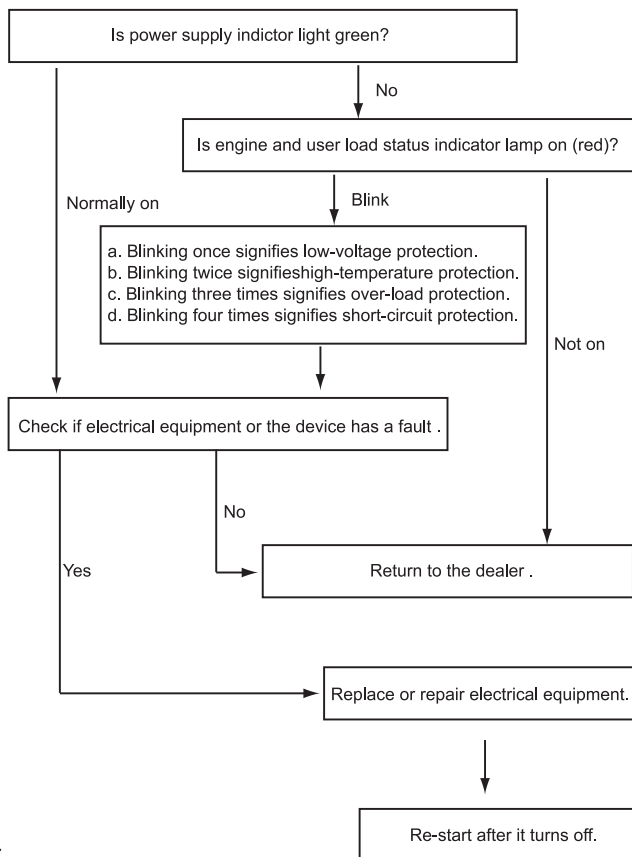 Is power supply indictor light green?
No
Is engine and user load status indicator lamp on (red)?
Normally on
Blink
a. Blinking once signifies low-voltage protection.
b. Blinking twice signifieshigh-temperature protection.
c. Blinking three times signifies over-load protection.
d. Blinking four times signifies short-circuit protection.
Not on
Check if electrical equipment or the device has a fault .
No
Yes
Return to the dealer .
Replace or repair electrical equipment.
Re-start after it turns off.